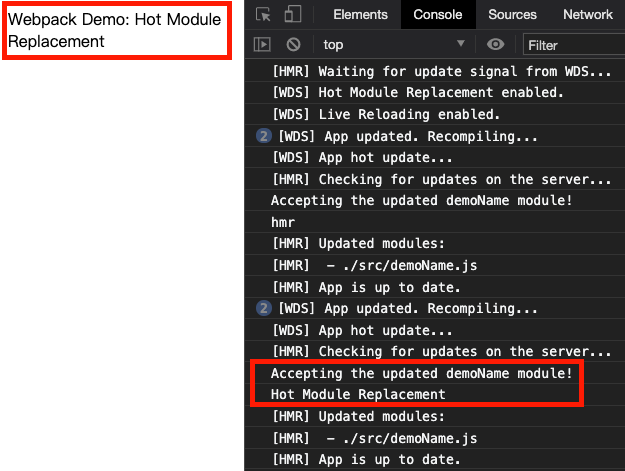 Webpack Demo: Hot Module
Replacement
Elements Console Sources Network
top Filter
[HMR] Waiting for update signal from WDS...
[WDS] Hot Module Replacement enabled.
[WDS] Live Reloading enabled.
2 [WDS] App updated. Recompiling...
[WDS] App hot update...
[HMR] Checking for updates on the server...
Accepting the updated demoName module!
hmr
[HMR] Updated modules:
[HMR]  - ./src/demoName.js
[HMR] App is up to date.
2 [WDS] App updated. Recompiling...
[WDS] App hot update...
[HMR] Checking for updates on the server...
Accepting the updated demoName module!
Hot Module Replacement
[HMR] Updated modules:
[HMR]  - ./src/demoName.js
[HMR] App is up to date.